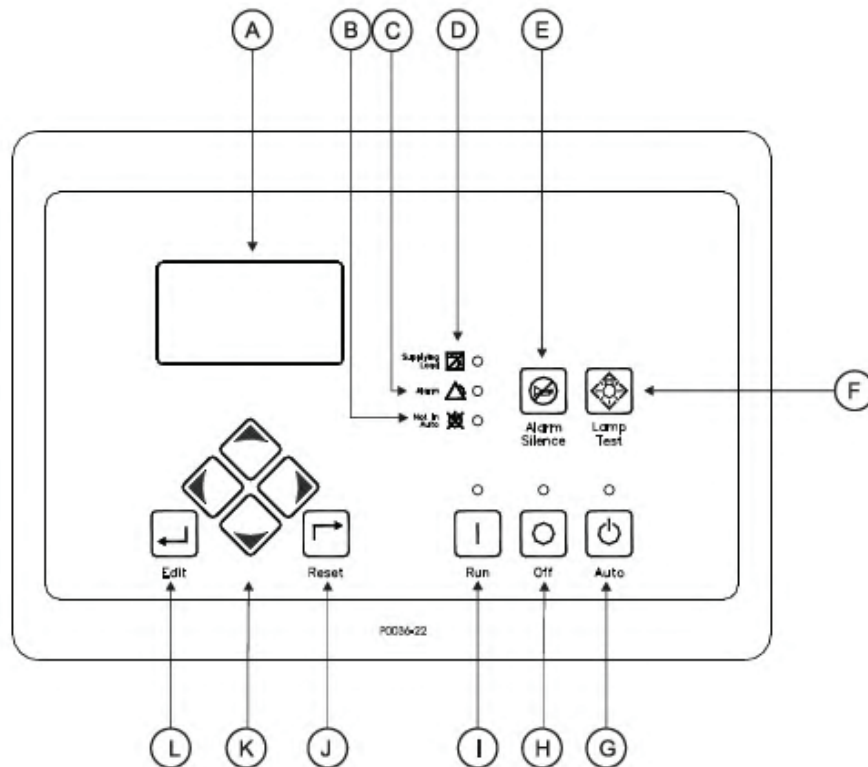 A B C D E
Supplying
Load
Alarm
Not In
Auto
Alarm
Silence
Lamp
Test
F
Edit
Reset
Run
Off
Auto
P0036-22
L K J I H G